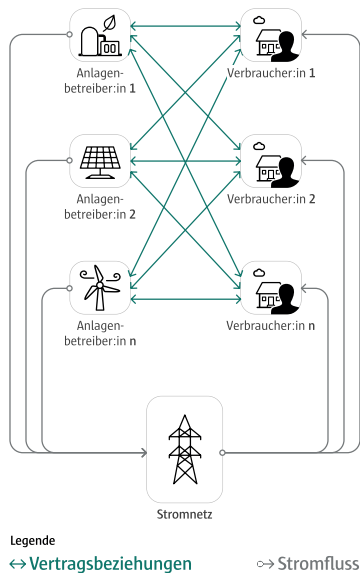 Anlagen-
betreiber:in 1
Verbraucher:in 1
Anlagen-
betreiber:in 2
Verbraucher:in 2
Anlagen-
betreiber:in n
Verbraucher:in n
Stromnetz
Legende
Vertragsbeziehungen
Stromfluss